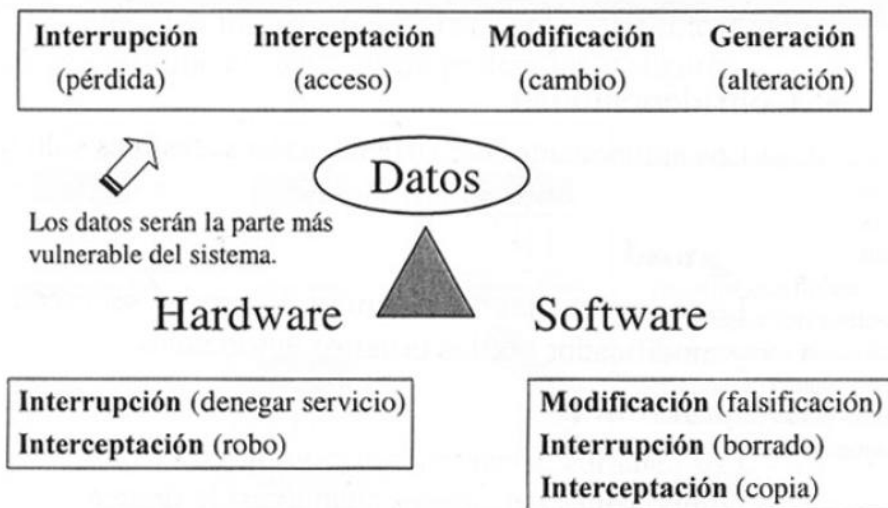 Interrupción Interceptación Modificación Generación
(pérdida) (acceso) (cambio) (alteración)
Datos
Los datos serán la parte más
vulnerable del sistema.
Hardware Software
Interrupción (denegar servicio)
Interceptación (robo)
Modificación (falsificación)
Interrupción (borrado)
Interceptación (copia)